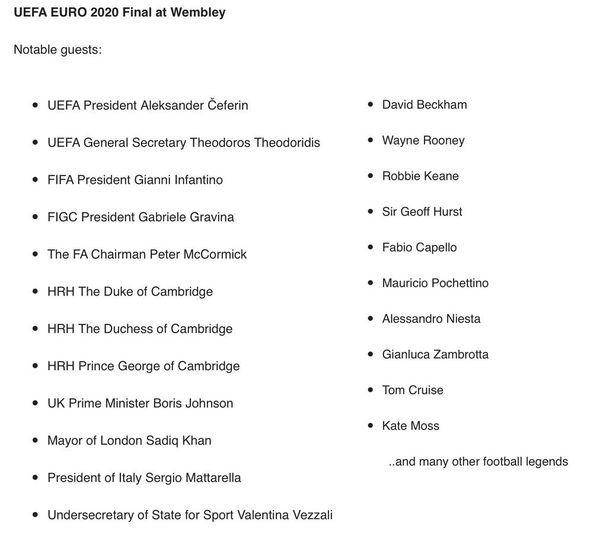 UEFA EURO 2020 Final at Wembley
Notable guests:
• UEFA President Aleksander Čeferin
• UEFA General Secretary Theodoros Theodoridis
• FIFA President Gianni Infantino
• FIGC President Gabriele Gravina
• The FA Chairman Peter McCormick
• HRH The Duke of Cambridge
• HRH The Duchess of Cambridge
• HRH Prince George of Cambridge
• UK Prime Minister Boris Johnson
• Mayor of London Sadiq Khan
• President of Italy Sergio Mattarella
• Undersecretary of State for Sport Valentina Vezzali
• David Beckham
• Wayne Rooney
• Robbie Keane
• Sir Geoff Hurst
• Fabio Capello
• Mauricio Pochettino
• Alessandro Niesta
• Gianluca Zambrotta
• Tom Cruise
• Kate Moss
..and many other football legends